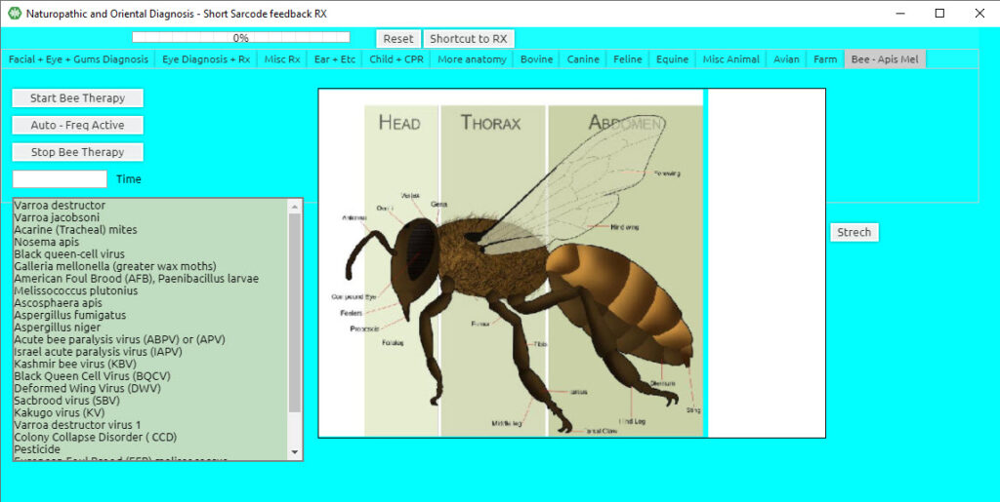 Naturopathic and Oriental Diagnosis - Short Sarcode feedback RX
0%
Reset
Shortcut to RX
Facial + Eye + Gums Diagnosis
Eye Diagnosis + Rx
Misc Rx
Ear + Etc
Child + CPR
More anatomy
Bovine
Canine
Feline
Equine
Misc Animal
Avian
Farm
Bee - Apis Mel
Start Bee Therapy
Auto - Freq Active
Stop Bee Therapy
Time
Varroa destructor
Varroa jacobsoni
Acarine (Tracheal) mites
Nosema apis
Black queen-cell virus
Galleria mellonella (greater wax moths)
American Foul Brood (AFB), Paenibacillus larvae
Melissococcus plutonius
Ascosphaera apis
Aspergillus fumigatus
Aspergillus niger
Acute bee paralysis virus (ABPV) or (APV)
Israel acute paralysis virus (IAPV)
Kashmir bee virus (KBV)
Black Queen Cell Virus (BQCV)
Deformed Wing Virus (DWV)
Sacbrood virus (SBV)
Kakugo virus (KV)
Varroa destructor virus 1
Colony Collapse Disorder ( CCD)
Pesticide
HEAD
THORAX
ABDOMEN
Forewing
Hind wing
Vertex
Gena
Compound Eye
Feelers
Proboscis
Foreleg
Femur
Tibia
Middle leg
Tarsal Claw
Hind Leg
Sternum
Sting
Strech